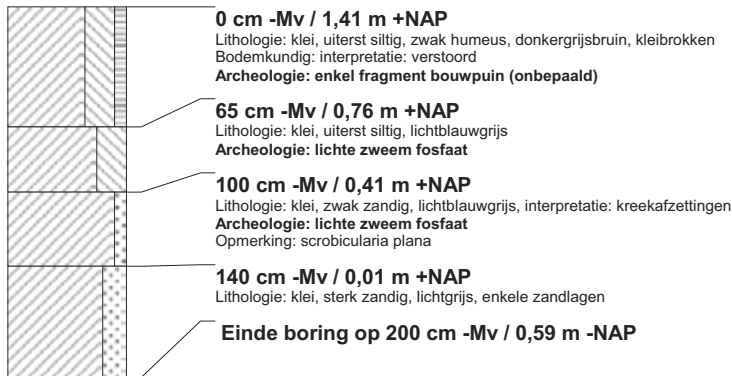 0 cm -Mv / 1,41 m +NAP
Lithologie: klei, uiterst siltig, zwak humeus, donkergrijsbruin, kleibrokken
Bodemkundig: interpretatie: verstoord
Archeologie: enkel fragment bouwpuin (onbepaald)
65 cm -Mv / 0,76 m +NAP
Lithologie: klei, uiterst siltig, lichtblauwgrijs
Archeologie: lichte zweem fosfaat
100 cm -Mv / 0,41 m +NAP
Lithologie: klei, zwak zandig, lichtblauwgrijs, interpretatie: kreekafzettingen
Archeologie: lichte zweem fosfaat
Opmerking: scrobicularia plana
140 cm -Mv / 0,01 m +NAP
Lithologie: klei, sterk zandig, lichtgrijs, enkele zandlagen
Einde boring op 200 cm -Mv / 0,59 m -NAP